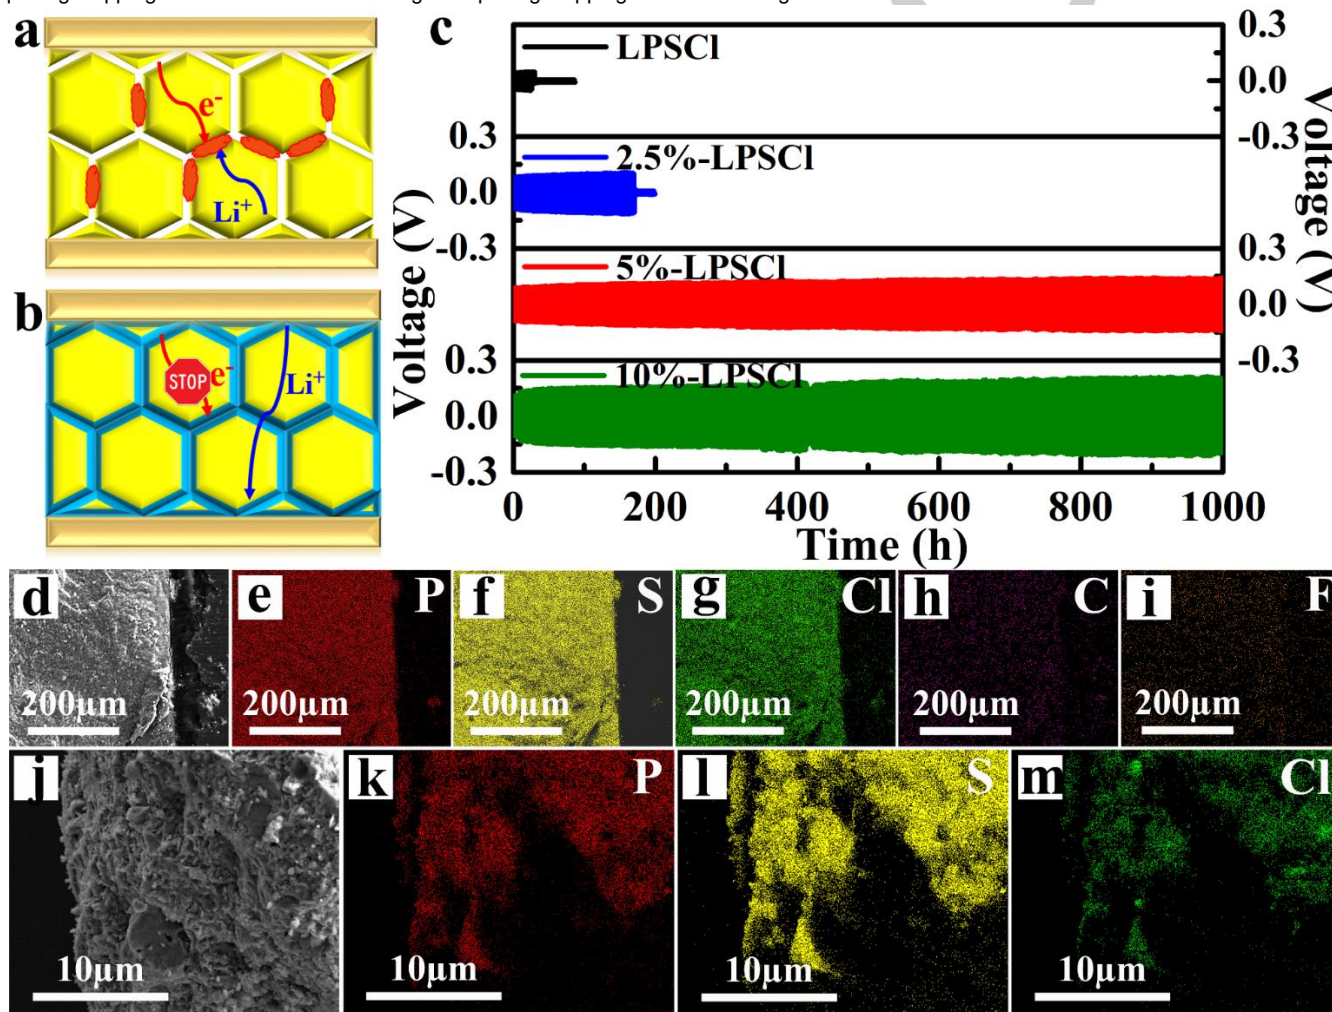 a
e-
Li+
b
STOP
e-
Li+
c
LPSCl
2.5%-LPSCl
5%-LPSCl
10%-LPSCl
0.3
0.0
-0.3
0.3
0.0
-0.3
0.3
0.0
-0.3
0.3
0.0
-0.3
Voltage (V)
Voltage (V)
0 200 400 600 800 1000
Time (h)
d
200μm
e P
200μm
f S
200μm
g Cl
200μm
h C
200μm
i F
200μm
j
10μm
k P
10μm
l S
10μm
m Cl
10μm